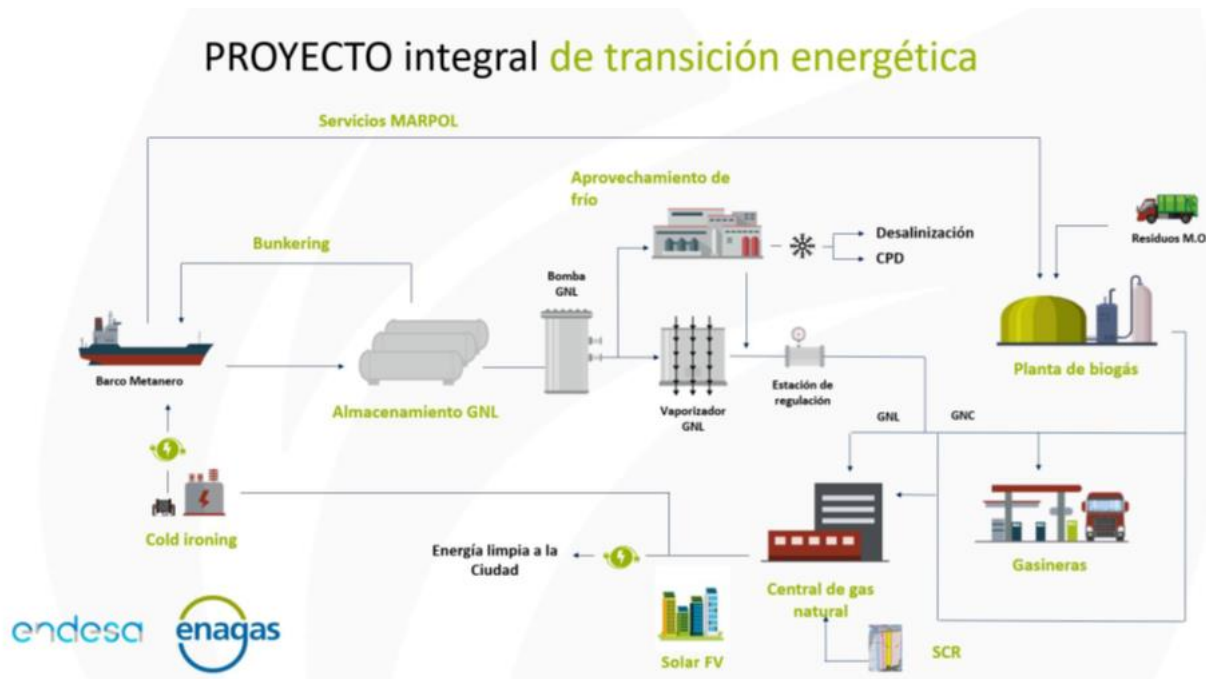 PROYECTO integral de transición energética
Servicios MARPOL
Aprovechamiento de
frío
Desalinización
CPD
Residuos M.O
Bunkering
Bomba
GNL
Barco Metanero
Almacenamiento GNL
Vaporizador
GNL
Estación de
regulación
Planta de biogás
GNL
GNC
Cold ironing
Energía limpia a la
Ciudad
Central de gas
natural
Gasineras
Solar FV
SCR
endesa
enagas